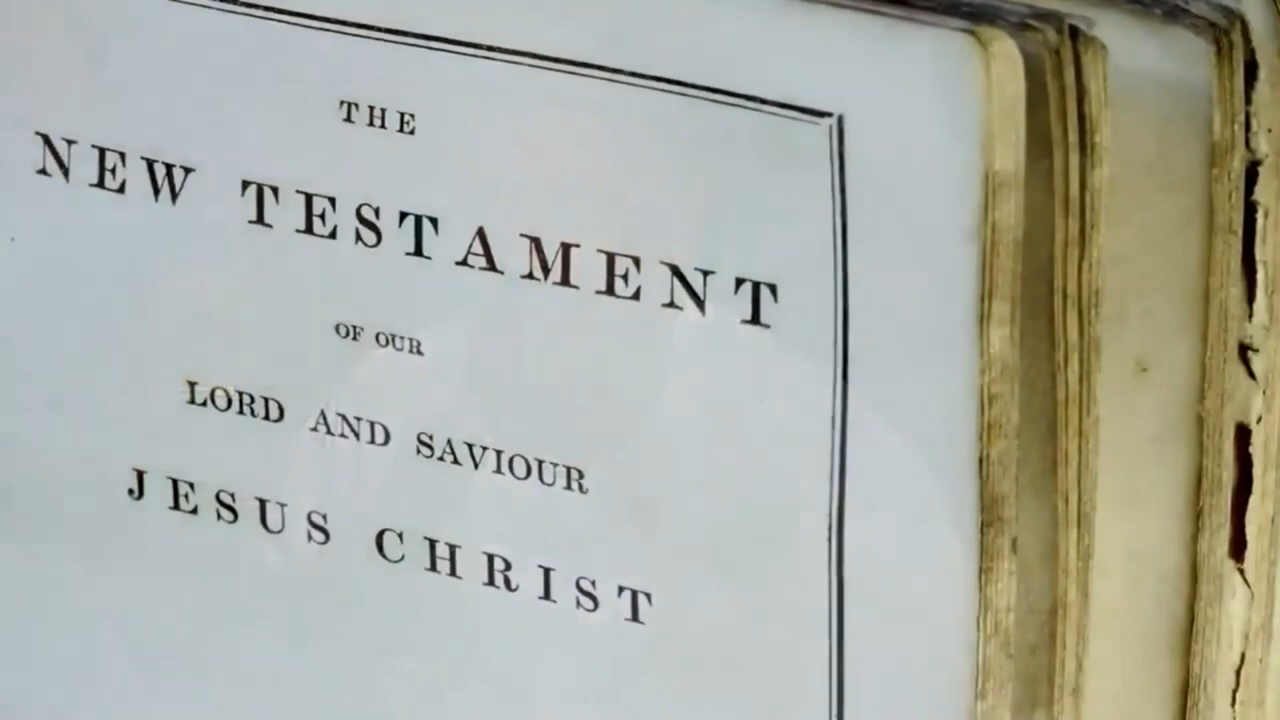 THE
NEW TESTAMENT
OF OUR
LORD AND SAVIOUR
JESUS CHRIST